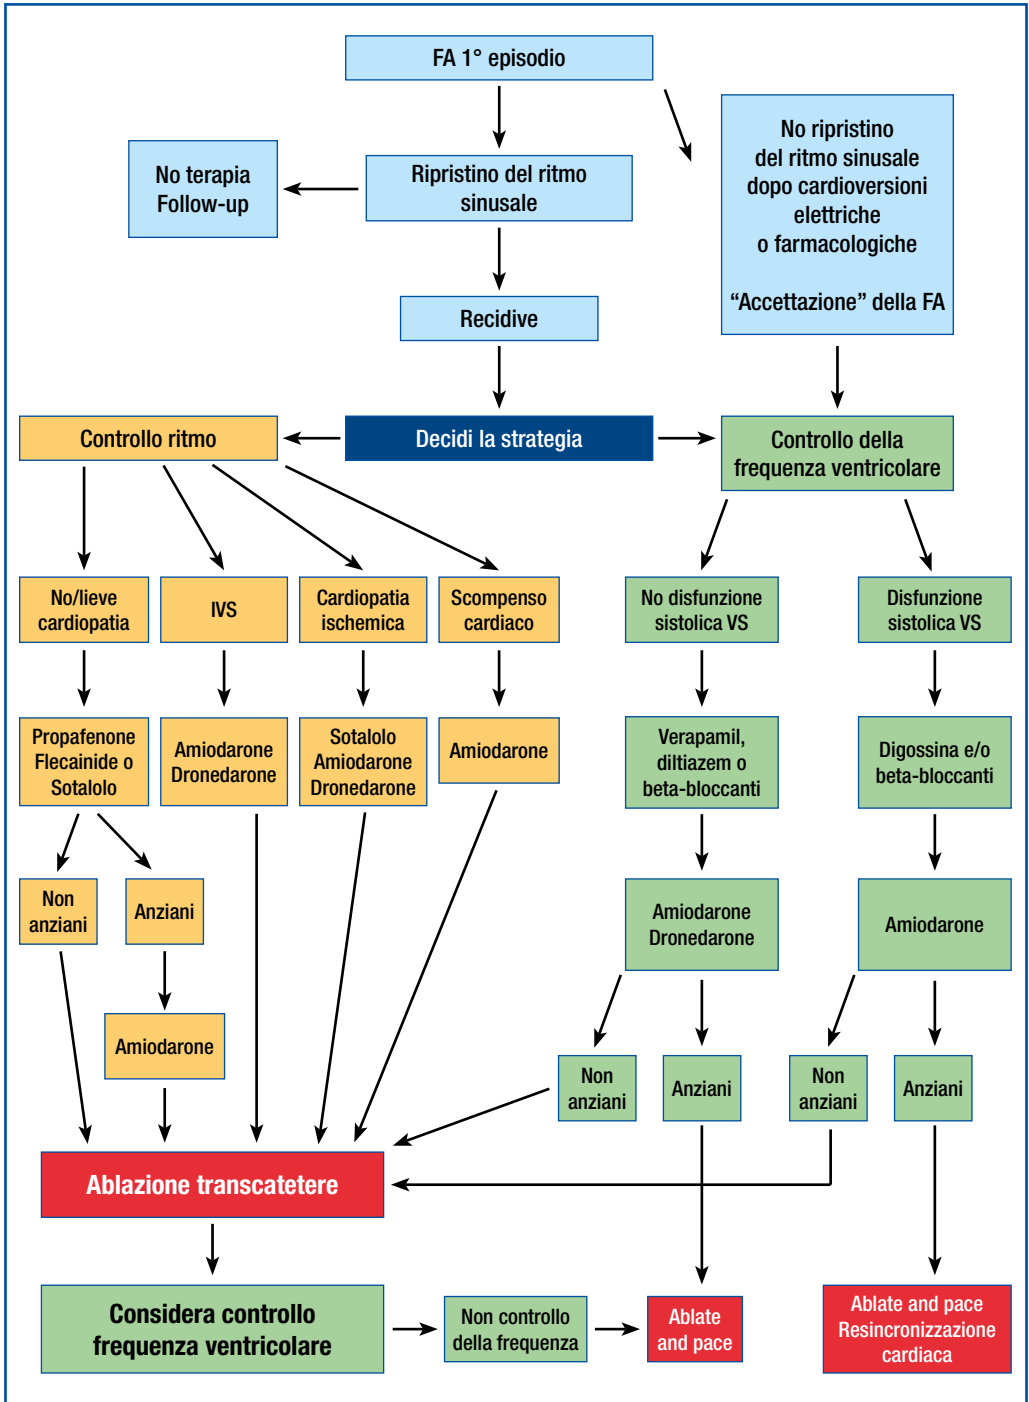 FA 1° episodio
No ripristino
del ritmo sinusale
dopo cardioversioni
elettriche
o farmacologiche
“Accettazione” della FA
No terapia
Follow-up
Ripristino del ritmo
sinusale
Recidive
Controllo ritmo
Decidi la strategia
Controllo della
frequenza ventricolare
No/lieve
cardiopatia
IVS
Cardiopatia
ischemica
Scompenso
cardiaco
No disfunzione
sistolica VS
Disfunzione
sistolica VS
Propafenone
Flecainide o
Sotalolo
Amiodarone
Dronedarone
Sotalolo
Amiodarone
Dronedarone
Amiodarone
Verapamil,
diltiazem o
beta-bloccanti
Digossina e/o
beta-bloccanti
Non
anziani
Anziani
Amiodarone
Dronedarone
Amiodarone
Amiodarone
Non
anziani
Anziani
Non
anziani
Anziani
Ablazione transcatetere
Considera controllo
frequenza ventricolare
Non controllo
della frequenza
Ablate
and pace
Ablate and pace
Resincronizzazione
cardiaca